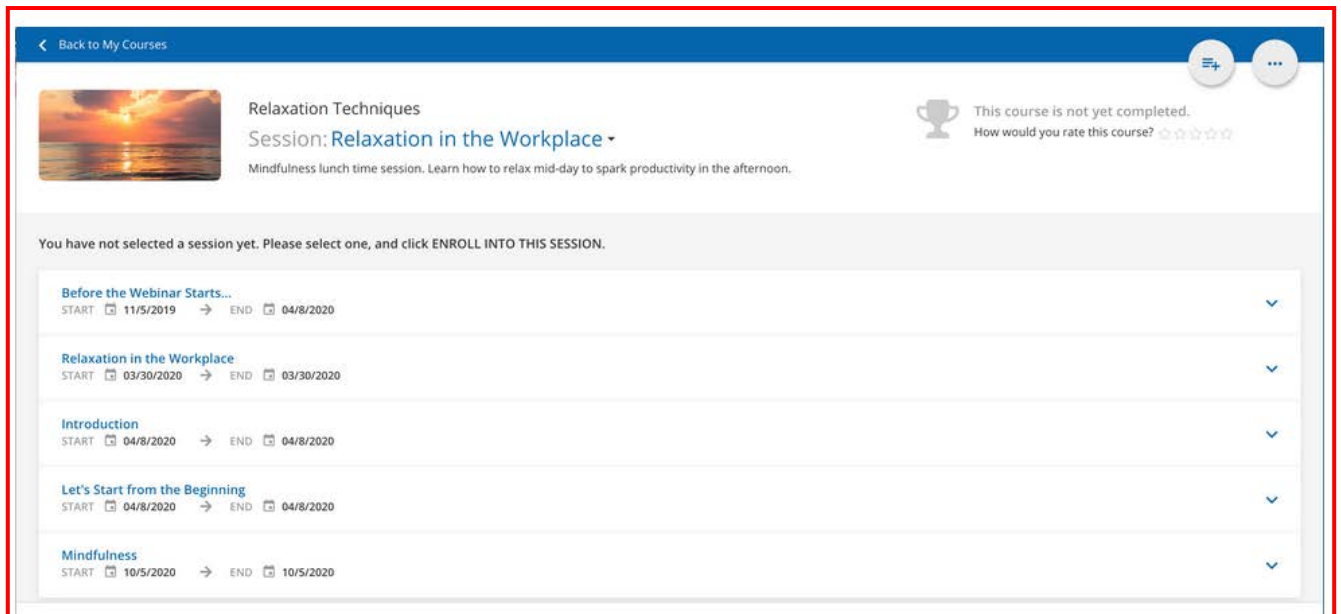 Back to My Courses
Relaxation Techniques
Session: Relaxation in the Workplace
Mindfulness lunch time session. Learn how to relax mid-day to spark productivity in the afternoon.
This course is not yet completed.
How would you rate this course?
You have not selected a session yet. Please select one, and click ENROLL INTO THIS SESSION.
Before the Webinar Starts...
START 11/5/2019 → END 04/8/2020
Relaxation in the Workplace
START 03/30/2020 → END 03/30/2020
Introduction
START 04/8/2020 → END 04/8/2020
Let's Start from the Beginning
START 04/8/2020 → END 04/8/2020
Mindfulness
START 10/5/2020 → END 10/5/2020